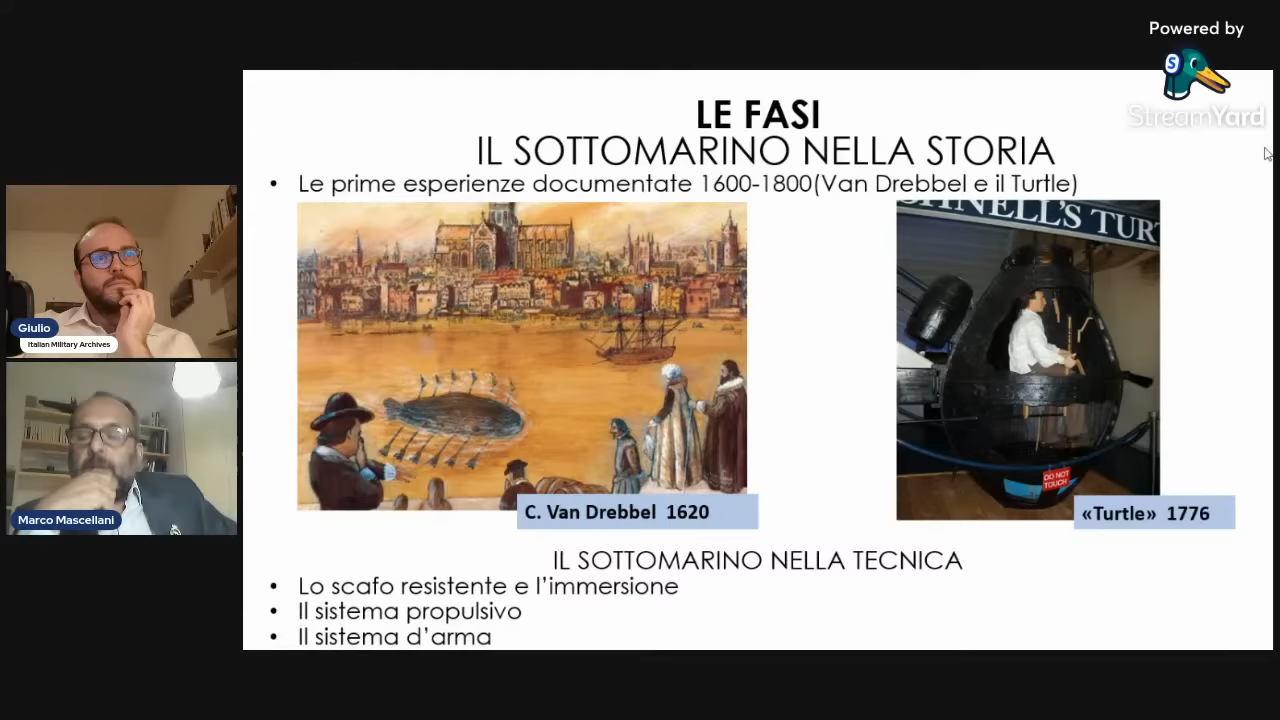 Powered by
StreamYard
LE FASI
IL SOTTOMARINO NELLA STORIA
• Le prime esperienze documentate 1600-1800(Van Drebbel e il Turtle)
HNELL'S TUR
DO NOT
TOUCH
C. Van Drebbel 1620
«Turtle» 1776
IL SOTTOMARINO NELLA TECNICA
• Lo scafo resistente e l'immersione
• Il sistema propulsivo
• Il sistema d'arma
Giulio
Italian Military Archives
Marco Mascellani